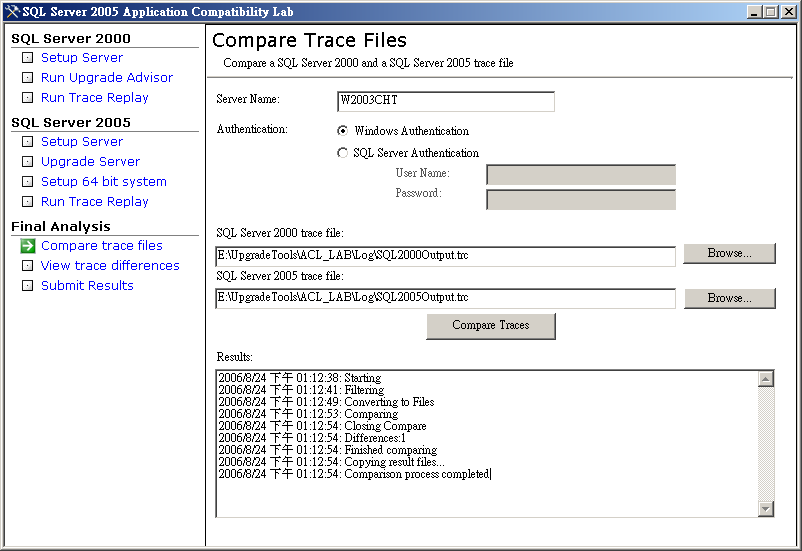 SQL Server 2005 Application Compatibility Lab
SQL Server 2000
Setup Server
Run Upgrade Advisor
Run Trace Replay
SQL Server 2005
Setup Server
Upgrade Server
Setup 64 bit system
Run Trace Replay
Final Analysis
Compare trace files
View trace differences
Submit Results
Compare Trace Files
Compare a SQL Server 2000 and a SQL Server 2005 trace file
Server Name:
W2003CHT
Authentication:
Windows Authentication
SQL Server Authentication
User Name:
Password:
SQL Server 2000 trace file:
E:\UpgradeTools\ACL_LAB\Log\SQL2000Output.trc
Browse...
SQL Server 2005 trace file:
E:\UpgradeTools\ACL_LAB\Log\SQL2005Output.trc
Browse...
Compare Traces
Results:
2006/8/24 下午 01:12:38: Starting
2006/8/24 下午 01:12:41: Filtering
2006/8/24 下午 01:12:49: Converting to Files
2006/8/24 下午 01:12:53: Comparing
2006/8/24 下午 01:12:54: Closing Compare
2006/8/24 下午 01:12:54: Differences:1
2006/8/24 下午 01:12:54: Finished comparing
2006/8/24 下午 01:12:54: Copying result files...
2006/8/24 下午 01:12:54: Comparison process completed